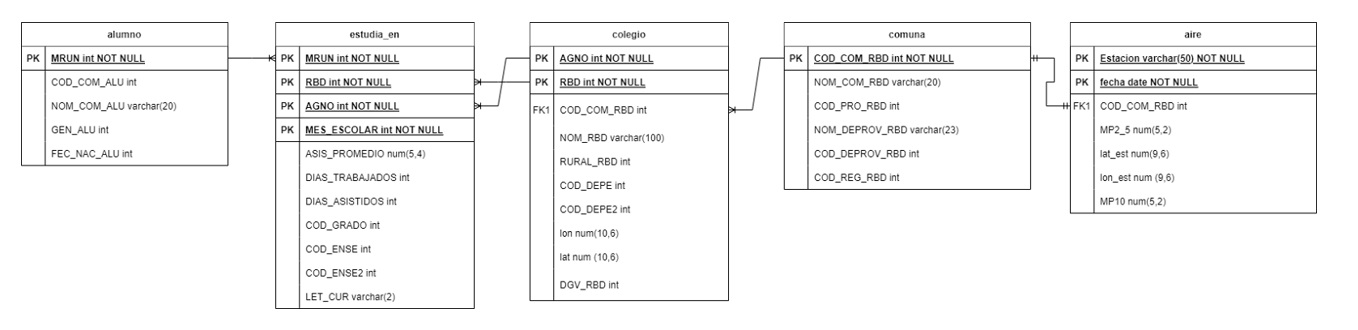 alumno
PK MRUN int NOT NULL
COD_COM_ALU int
NOM_COM_ALU varchar(20)
GEN_ALU int
FEC_NAC_ALU int
estudia_en
PK MRUN int NOT NULL
PK RBD int NOT NULL
PK AGNO int NOT NULL
PK MES_ESCOLAR int NOT NULL
ASIS_PROMEDIO num(5,4)
DIAS_TRABAJADOS int
DIAS_ASISTIDOS int
COD_GRADO int
COD_ENSE int
COD_ENSE2 int
LET_CUR varchar(2)
colegio
PK AGNO int NOT NULL
PK RBD int NOT NULL
FK1 COD_COM_RBD int
NOM_RBD varchar(100)
RURAL_RBD int
COD_DEPE int
COD_DEPE2 int
lon num(10,6)
lat num (10,6)
DGV_RBD int
comuna
PK COD_COM_RBD int NOT NULL
NOM_COM_RBD varchar(20)
COD_PRO_RBD int
NOM_DEPROV_RBD varchar(23)
COD_DEPROV_RBD int
COD_REG_RBD int
aire
PK Estacion varchar(50) NOT NULL
PK fecha date NOT NULL
FK1 COD_COM_RBD int
MP2_5 num(5,2)
lat_est num(9,6)
lon_est num (9,6)
MP10 num(5,2)